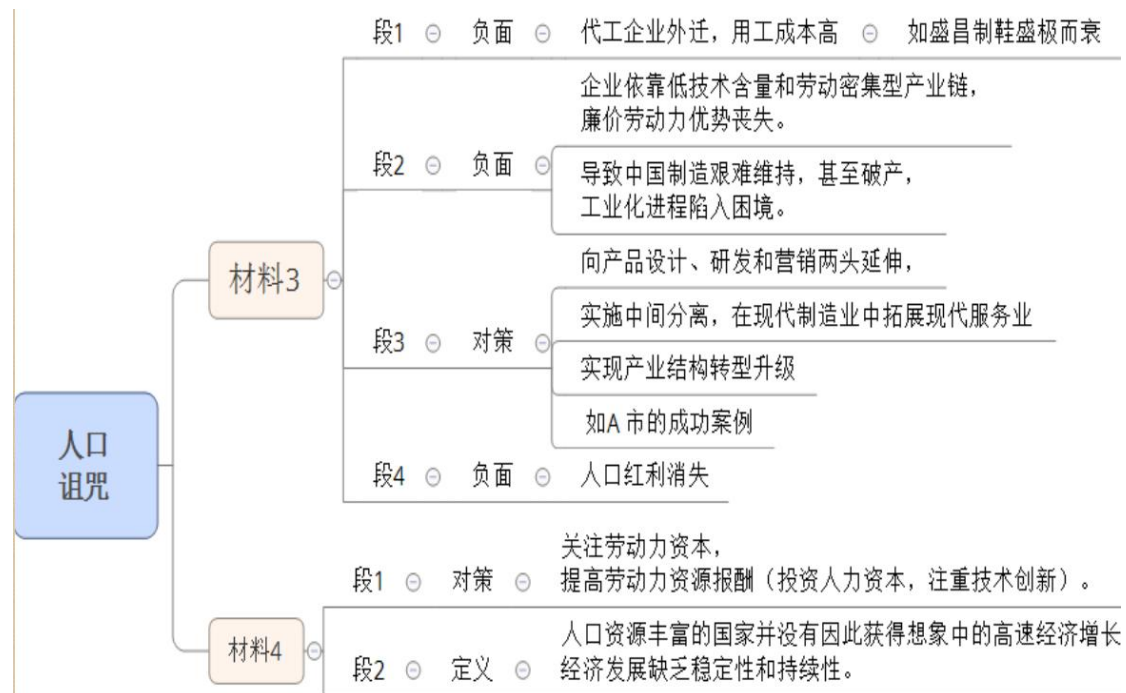 人口
诅咒
材料3
段1 负面 代工企业外迁，用工成本高 如盛昌制鞋盛极而衰
段2 负面
企业依靠低技术含量和劳动密集型产业链，
廉价劳动力优势丧失。
导致中国制造艰难维持，甚至破产，
工业化进程陷入困境。
段3 对策
向产品设计、研发和营销两头延伸，
实施中间分离，在现代制造业中拓展现代服务业
实现产业结构转型升级
如A市的成功案例
段4 负面 人口红利消失
材料4
段1 对策
关注劳动力资本，
提高劳动力资源报酬（投资人力资本，注重技术创新）。
段2 定义
人口资源丰富的国家并没有因此获得想象中的高速经济增长
经济发展缺乏稳定性和持续性。